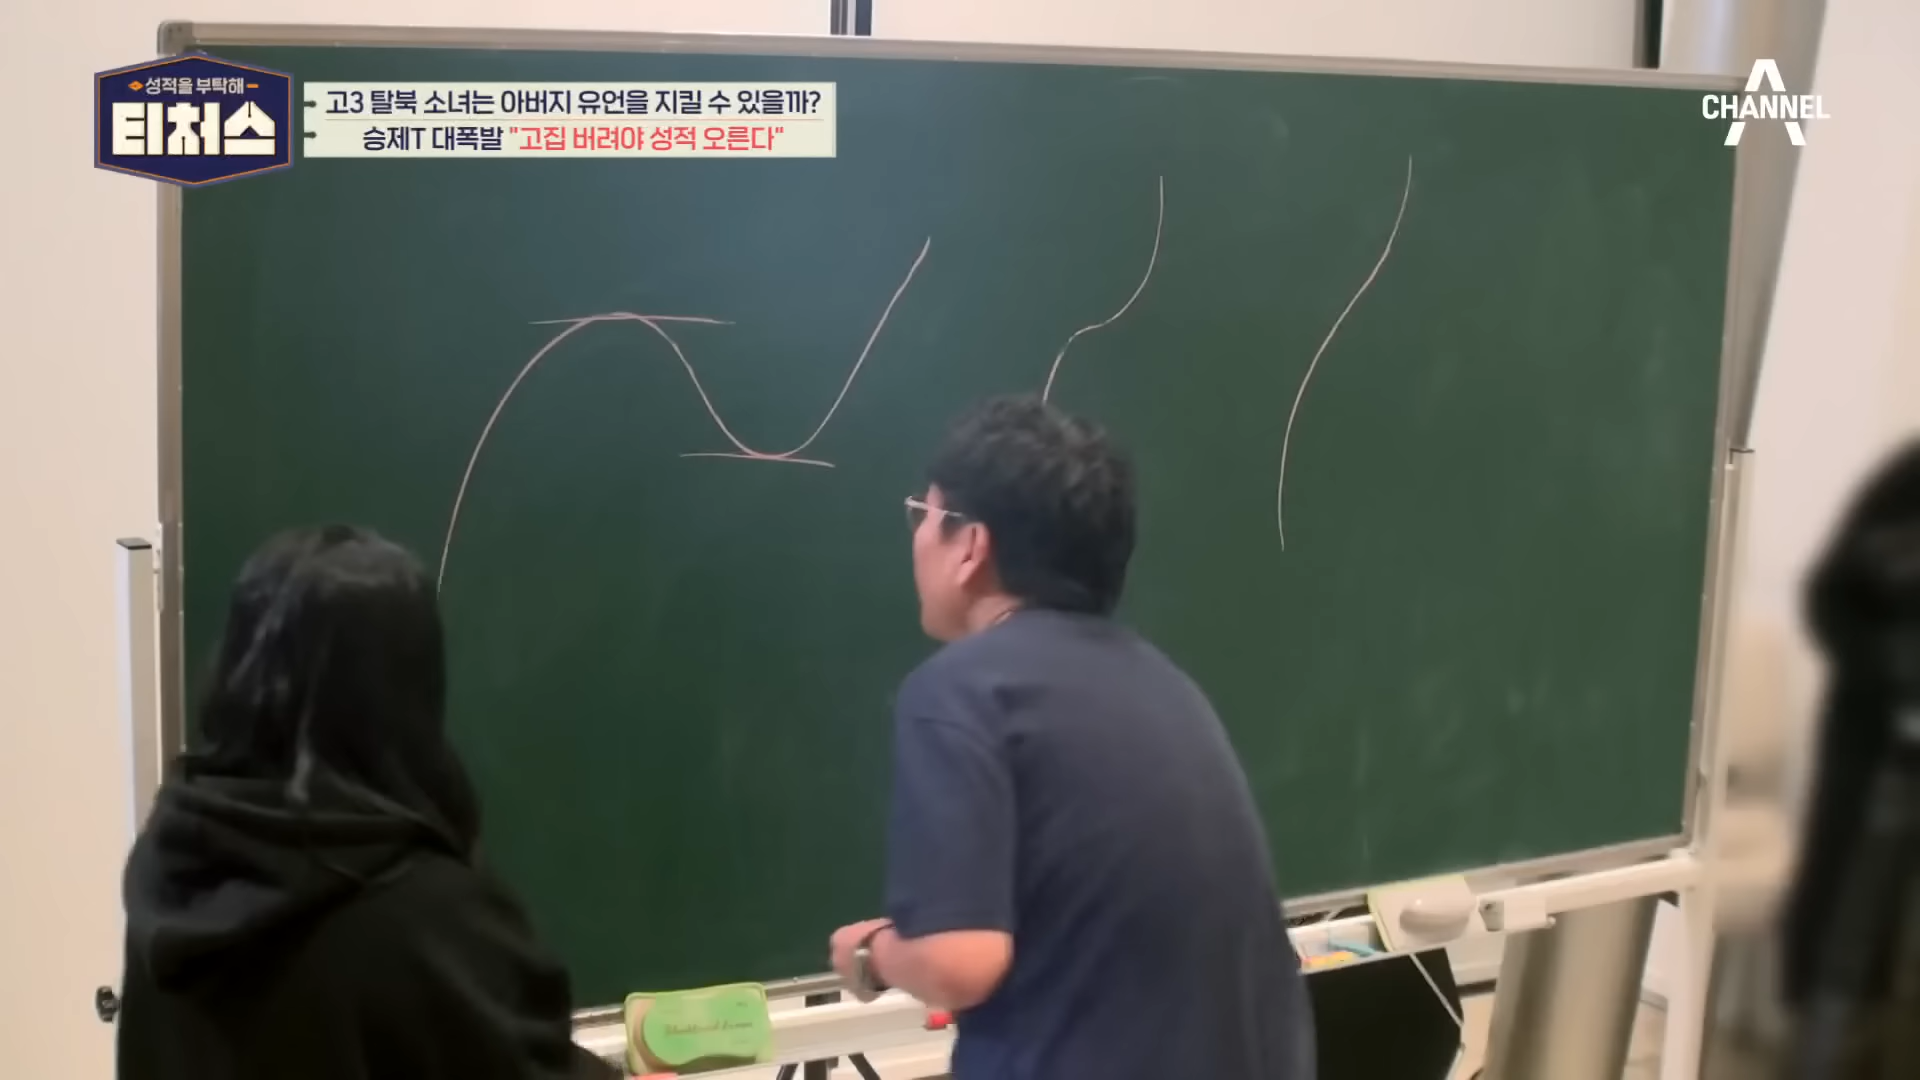 성적을 부탁해
티처스
고3 탈북 소녀는 아버지 유언을 지킬 수 있을까?
승제T 대폭발 "고집 버려야 성적 오른다"
CHANNEL A